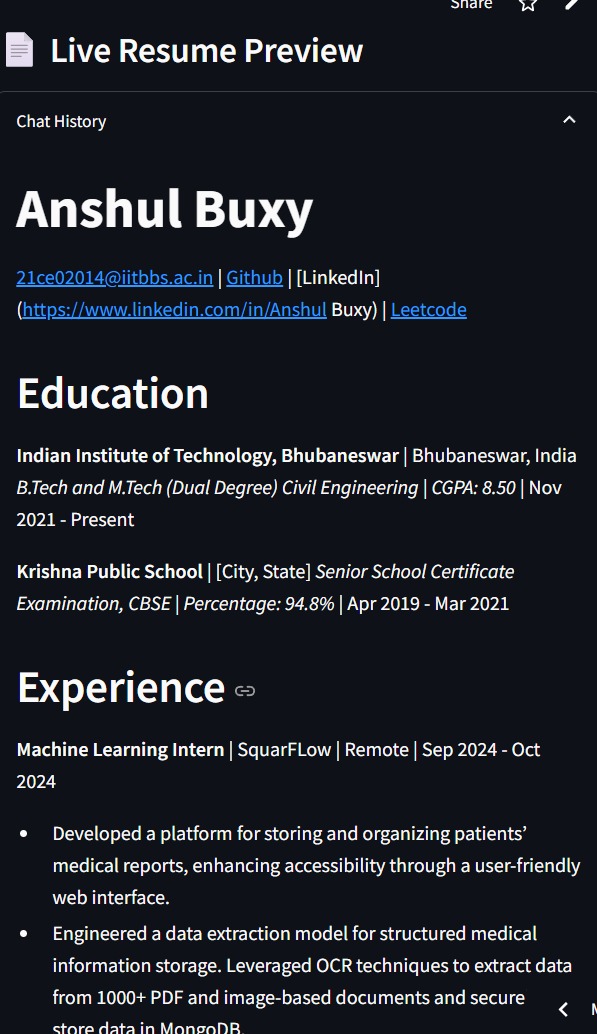 Share
Live Resume Preview
Chat History
Anshul Buxy
21ce02014@iitbbs.ac.in | Github | [LinkedIn]
(https://www.linkedin.com/in/Anshul Buxy) | Leetcode
Education
Indian Institute of Technology, Bhubaneswar | Bhubaneswar, India
B.Tech and M.Tech (Dual Degree) Civil Engineering | CGPA: 8.50 | Nov
2021 - Present
Krishna Public School | [City, State] Senior School Certificate
Examination, CBSE | Percentage: 94.8% | Apr 2019 - Mar 2021
Experience
Machine Learning Intern | SquarFLow | Remote | Sep 2024 - Oct
2024
• Developed a platform for storing and organizing patients’
medical reports, enhancing accessibility through a user-friendly
web interface.
• Engineered a data extraction model for structured medical
information storage. Leveraged OCR techniques to extract data
from 1000+ PDF and image-based documents and secure
store data in MongoDB.